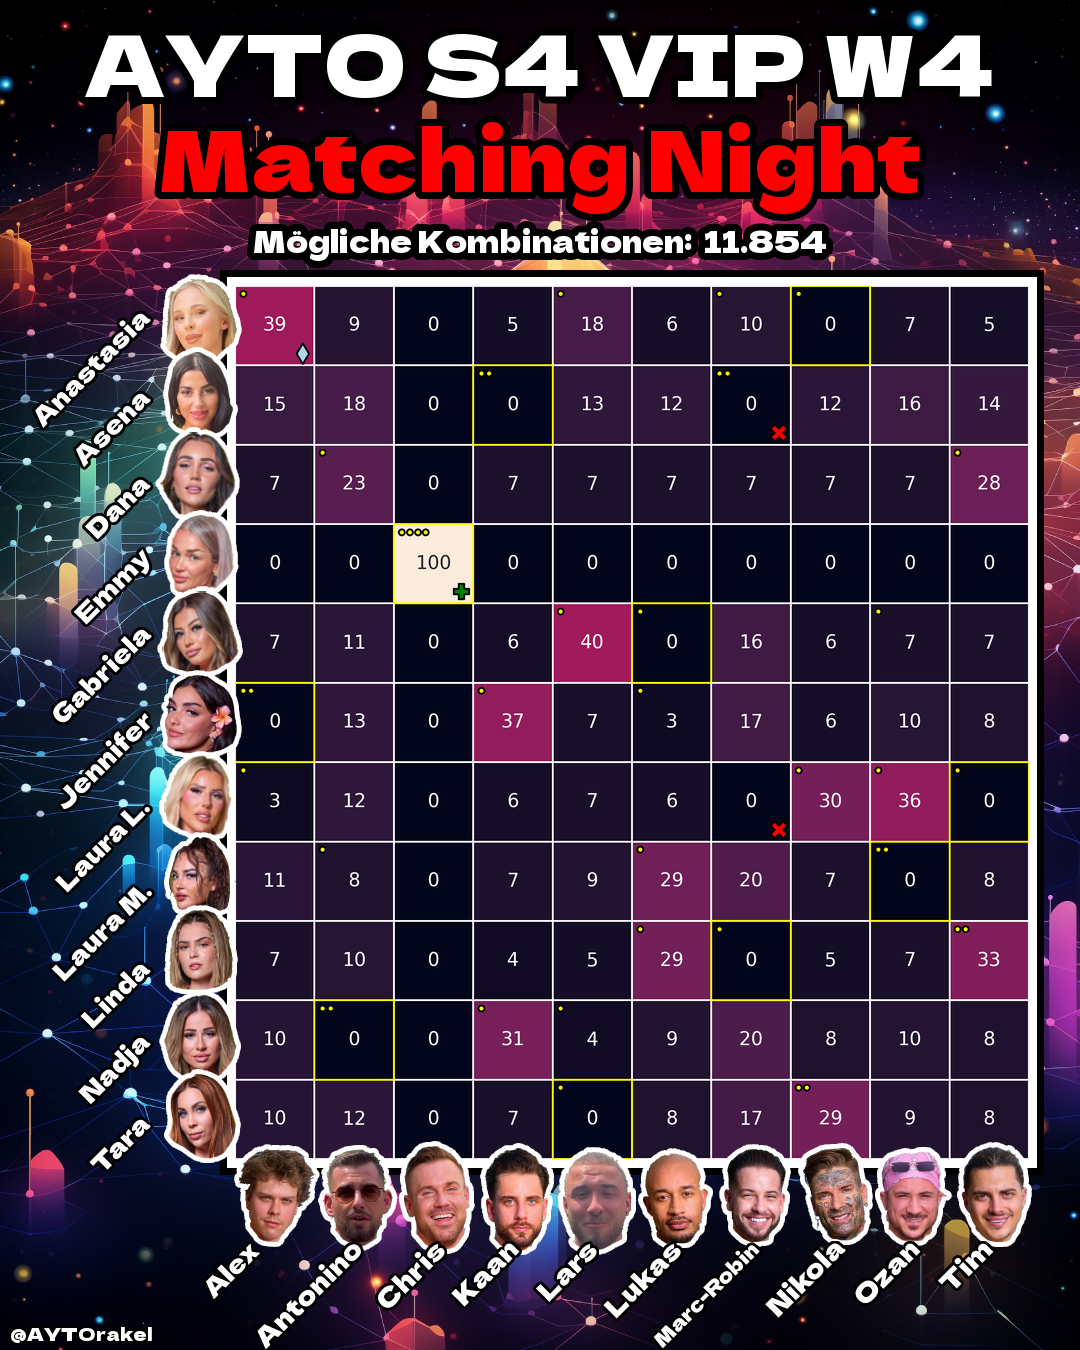 AYTO S4 VIP W4
Matching Night
Mögliche Kombinationen: 11.854
Anastasia 39 9 0 5 18 6 10 0 7 5
Asena 15 18 0 0 13 12 0 12 16 14
Dana 7 23 0 7 7 7 7 7 7 28
Emmy 0 0 100 0 0 0 0 0 0 0
Gabriela 7 11 0 6 40 0 16 6 7 7
Jennifer 0 13 0 37 7 3 17 6 10 8
Laura L. 3 12 0 6 7 6 0 30 36 0
Laura M. 11 8 0 7 9 29 20 7 0 8
Linda 7 10 0 4 5 29 0 5 7 33
Nadja 10 0 0 31 4 9 20 8 10 8
Tara 10 12 0 7 0 8 17 29 9 8
Alex Antonino Chris Kaan Lars Lukas Marc-Robin Nikola Ozan Tim
@AYTOrakel